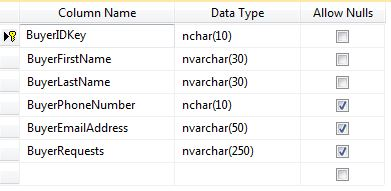 Column Name Data Type Allow Nulls
BuyerIDKey nchar(10)
BuyerFirstName nvarchar(30)
BuyerLastName nvarchar(30)
BuyerPhoneNumber nchar(10)
BuyerEmailAddress nvarchar(50)
BuyerRequests nvarchar(250)